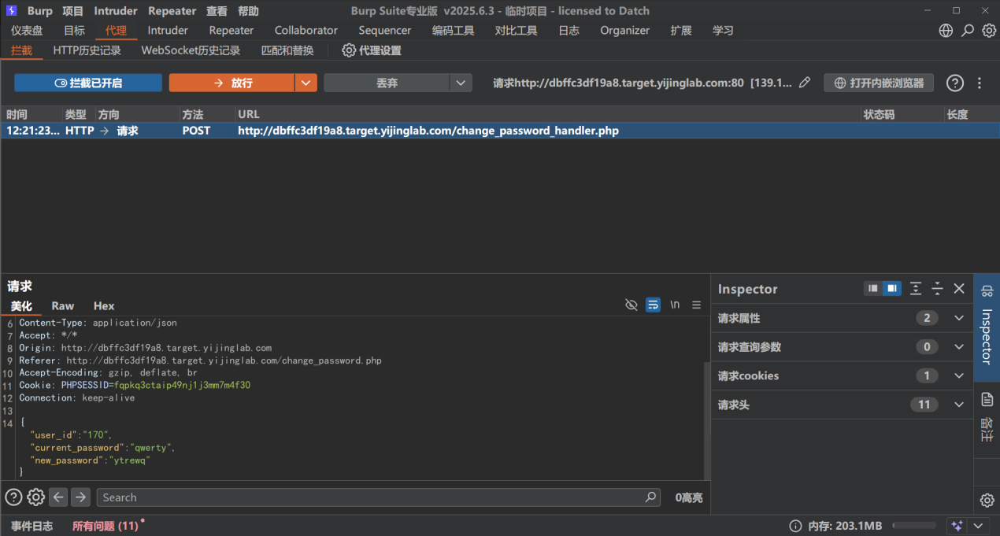 Burp 项目 Intruder Repeater 查看 帮助 Burp Suite专业版 v2025.6.3 - 临时项目 - licensed to Datch
仪表盘 目标 代理 Intruder Repeater Collaborator Sequencer 编码工具 对比工具 日志 Organizer 扩展 学习
拦截 HTTP历史记录 WebSocket历史记录 匹配和替换 代理设置
拦截已开启 放行 丢弃 请求http://dbffc3df19a8.target.yijinglab.com:80 [139.1... 打开内嵌浏览器
时间 类型 方向 方法 URL 状态码 长度
12:21:23... HTTP → 请求 POST http://dbffc3df19a8.target.yijinglab.com/change_password_handler.php
请求
美化 Raw Hex \n
6 Content-Type: application/json
7 Accept: */*
8 Origin: http://dbffc3df19a8.target.yijinglab.com
9 Referer: http://dbffc3df19a8.target.yijinglab.com/change_password.php
10 Accept-Encoding: gzip, deflate, br
11 Cookie: PHPSESSID=fqpkq3ctaip49nj1j3mm7m4f30
12 Connection: keep-alive
13
14 {
"user_id":"170",
"current_password":"qwerty",
"new_password":"ytrewq"
}
Search 0高亮
Inspector
请求属性 2
请求查询参数 0
请求cookies 1
请求头 11
Inspector
备注
事件日志 所有问题 (11) 内存: 203.1MB